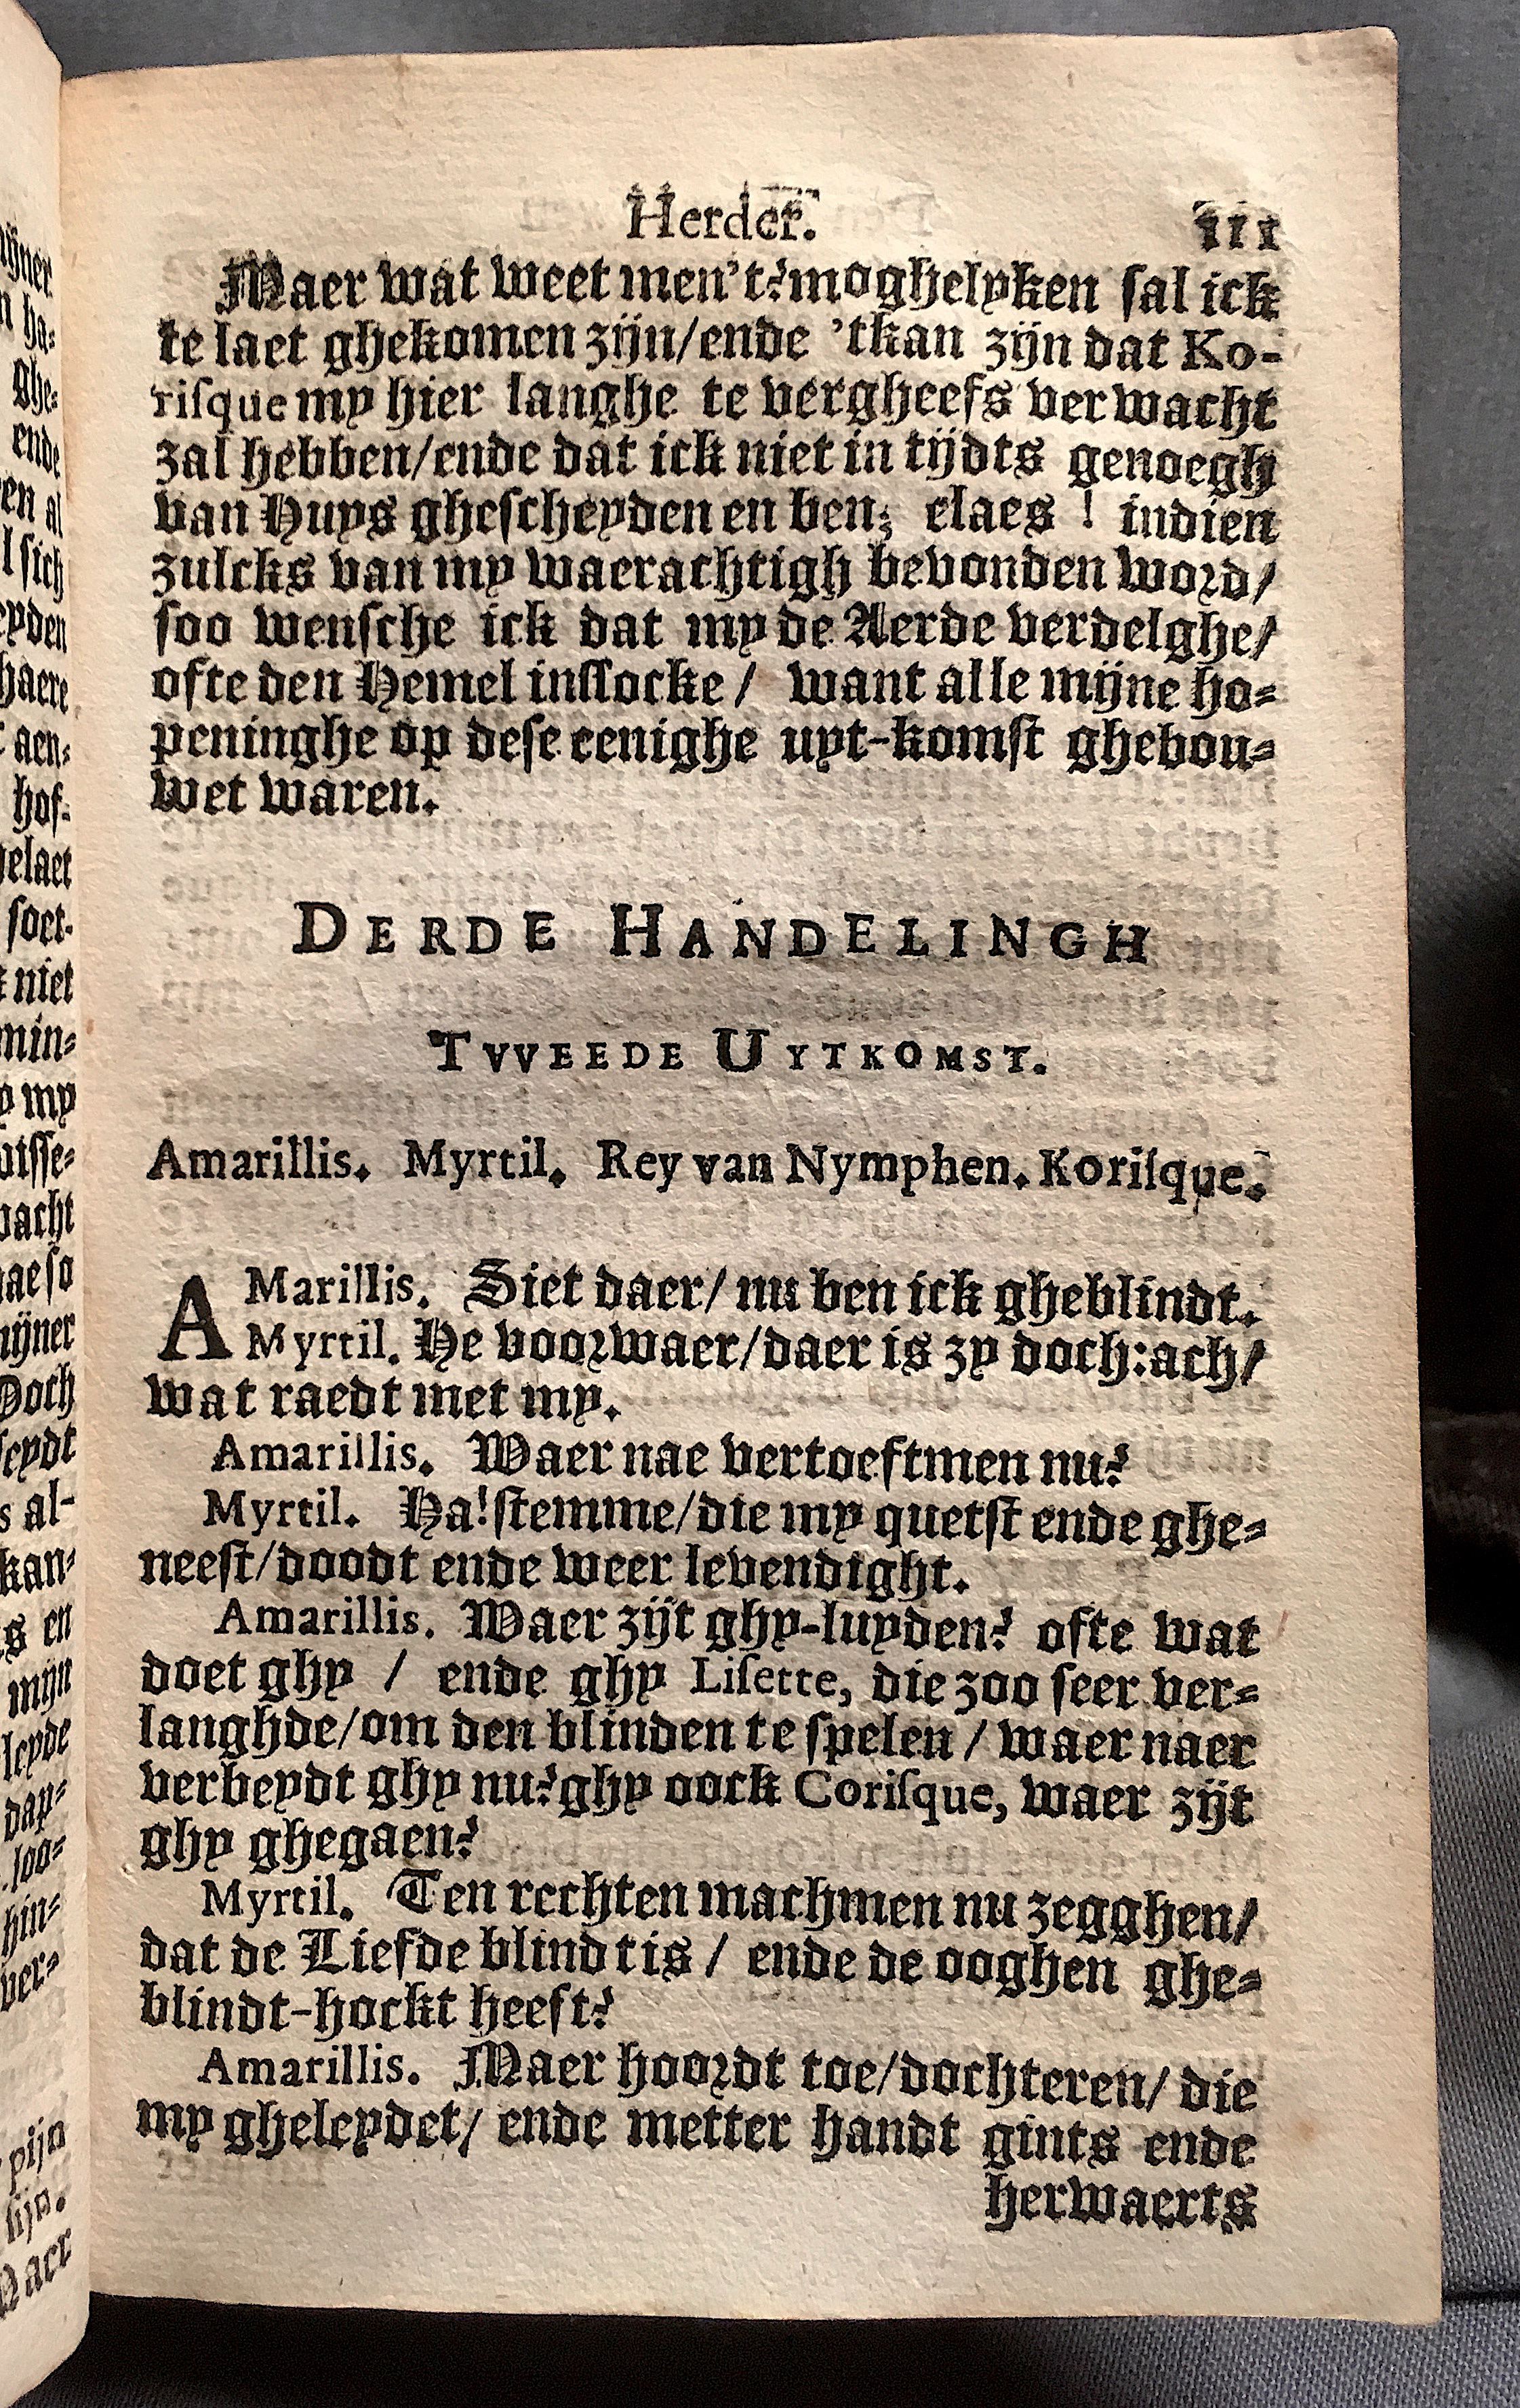 Herder. 111
Maer wat weet men't? moghelyken sal ick
te laet ghekomen zijn/ ende 'tkan zijn dat Ko-
riſque my hier langhe te vergheefs verwacht
zal hebben/ ende dat ick niet in tijdts genoegh
van Huys ghescheyden en ben; elaes ! indien
zulcks van my waerachtigh bevonden word/
soo wensche ick dat my de Aerde verdelghe/
ofte den Hemel inslocke / want alle mijne ho-
peninghe op dese eenighe uyt-komst ghebou-
wet waren.
DERDE HANDELINGH
TVVEEDE UYTKOMST.
Amarillis. Myrtil. Rey van Nymphen. Koriſque.
AMarillis. Siet daer/ nu ben ick gheblindt.
Myrtil. He voorwaer/ daer is zy doch: ach/
wat raedt met my.
Amarillis. Waer nae vertoeftmen nu?
Myrtil. Ha! stemme/ die my quetst ende ghe-
neest/ doodt ende weer levendight.
Amarillis. Waer zijt ghy-luyden? ofte wat
doet ghy / ende ghy Liſette, die zoo seer ver-
langhde/ om den blinden te spelen / waer naer
verbeydt ghy nu? ghy oock Coriſque, waer zijt
ghy ghegaen?
Myrtil. Ten rechten machmen nu zegghen/
dat de Liefde blindt is / ende de ooghen ghe-
blindt-hockt heeft?
Amarillis. Maer hoordt toe/ dochteren/ die
my gheleydet/ ende metter handt gints ende
herwaerts